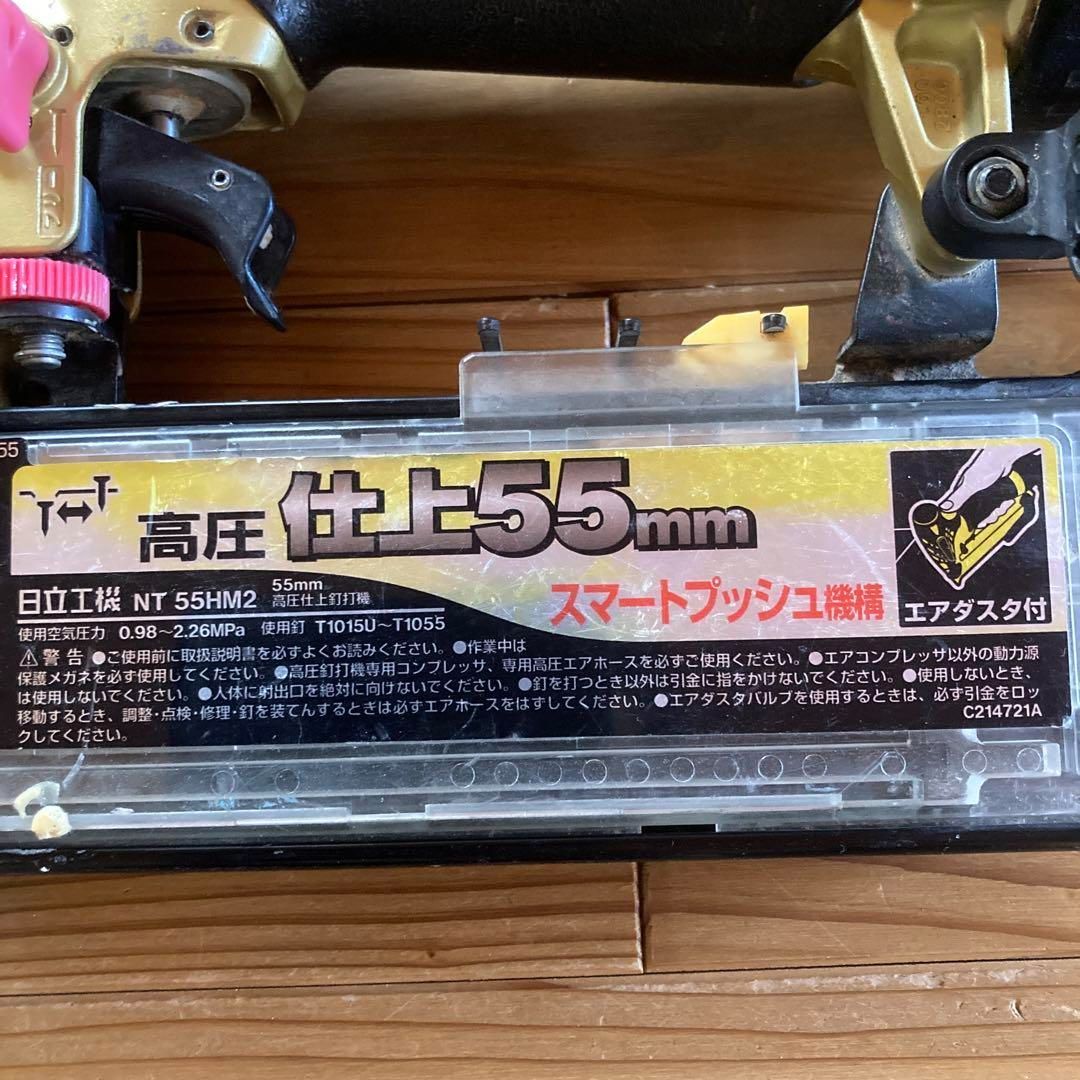 ロック
55
高圧 仕上55mm
日立工機 NT 55HM2 55mm 高圧仕上釘打機
スマートプッシュ機構
エアダスタ付
使用空気圧力 0.98～2.26MPa 使用釘 T1015U～T1055
⚠警告 ●ご使用前に取扱説明書を必ずよくお読みください。●作業中は
保護メガネを必ず使用してください。●高圧釘打機専用コンプレッサ、専用高圧エアホースを必ずご使用ください。●エアコンプレッサ以外の動力源
は使用しないでください。●人体に射出口を絶対に向けないでください。●釘を打つとき以外は引金に指をかけないでください。●使用しないとき、
移動するとき、調整・点検・修理・釘を装てんするときは必ずエアホースをはずしてください。●エアダスタバルブを使用するときは、必ず引金をロッ
クしてください。
C214721A